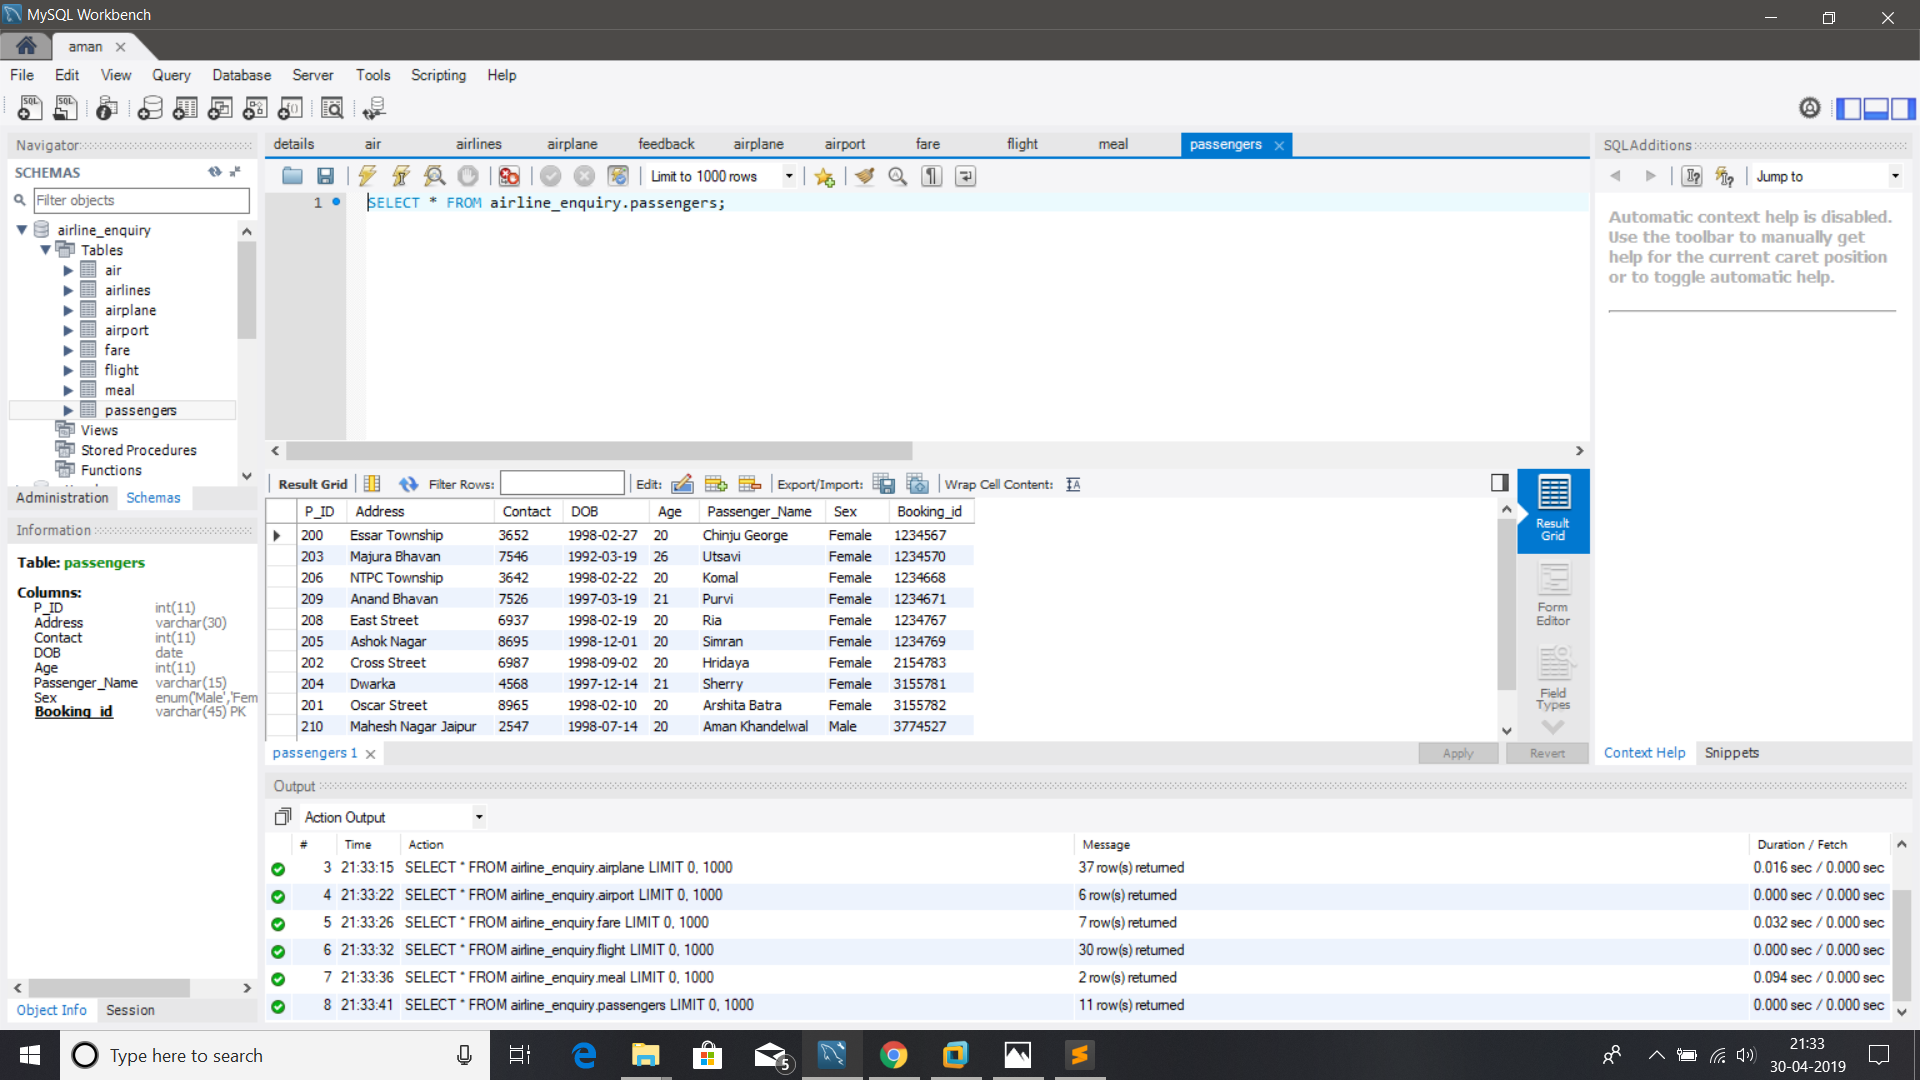 MySQL Workbench
aman
File Edit View Query Database Server Tools Scripting Help
Navigator
SCHEMAS
Filter objects
airline_enquiry
Tables
air
airlines
airplane
airport
fare
flight
meal
passengers
Views
Stored Procedures
Functions
Administration Schemas
Information
Table: passengers
Columns:
P_ID int(11)
Address varchar(30)
Contact int(11)
DOB date
Age int(11)
Passenger_Name varchar(15)
Sex enum('Male','Fem
Booking_id varchar(45) PK
Object Info Session
details air airlines airplane feedback airplane airport fare flight meal passengers
Limit to 1000 rows
1 SELECT * FROM airline_enquiry.passengers;
Result Grid Filter Rows: Edit: Export/Import: Wrap Cell Content:
P_ID Address Contact DOB Age Passenger_Name Sex Booking_id
200 Essar Township 3652 1998-02-27 20 Chinju George Female 1234567
203 Majura Bhavan 7546 1992-03-19 26 Utsavi Female 1234570
206 NTPC Township 3642 1998-02-22 20 Komal Female 1234668
209 Anand Bhavan 7526 1997-03-19 21 Purvi Female 1234671
208 East Street 6937 1998-02-19 20 Ria Female 1234767
205 Ashok Nagar 8695 1998-12-01 20 Simran Female 1234769
202 Cross Street 6987 1998-09-02 20 Hridaya Female 2154783
204 Dwarka 4568 1997-12-14 21 Sherry Female 3155781
201 Oscar Street 8965 1998-02-10 20 Arshita Batra Female 3155782
210 Mahesh Nagar Jaipur 2547 1998-07-14 20 Aman Khandelwal Male 3774527
Result
Grid
Form
Editor
Field
Types
passengers 1
Apply Revert
SQLAdditions
Jump to
Automatic context help is disabled.
Use the toolbar to manually get
help for the current caret position
or to toggle automatic help.
Context Help Snippets
Output
Action Output
# Time Action Message Duration / Fetch
3 21:33:15 SELECT * FROM airline_enquiry.airplane LIMIT 0, 1000 37 row(s) returned 0.016 sec / 0.000 sec
4 21:33:22 SELECT * FROM airline_enquiry.airport LIMIT 0, 1000 6 row(s) returned 0.000 sec / 0.000 sec
5 21:33:26 SELECT * FROM airline_enquiry.fare LIMIT 0, 1000 7 row(s) returned 0.032 sec / 0.000 sec
6 21:33:32 SELECT * FROM airline_enquiry.flight LIMIT 0, 1000 30 row(s) returned 0.000 sec / 0.000 sec
7 21:33:36 SELECT * FROM airline_enquiry.meal LIMIT 0, 1000 2 row(s) returned 0.094 sec / 0.000 sec
8 21:33:41 SELECT * FROM airline_enquiry.passengers LIMIT 0, 1000 11 row(s) returned 0.000 sec / 0.000 sec
Type here to search
5
21:33
30-04-2019